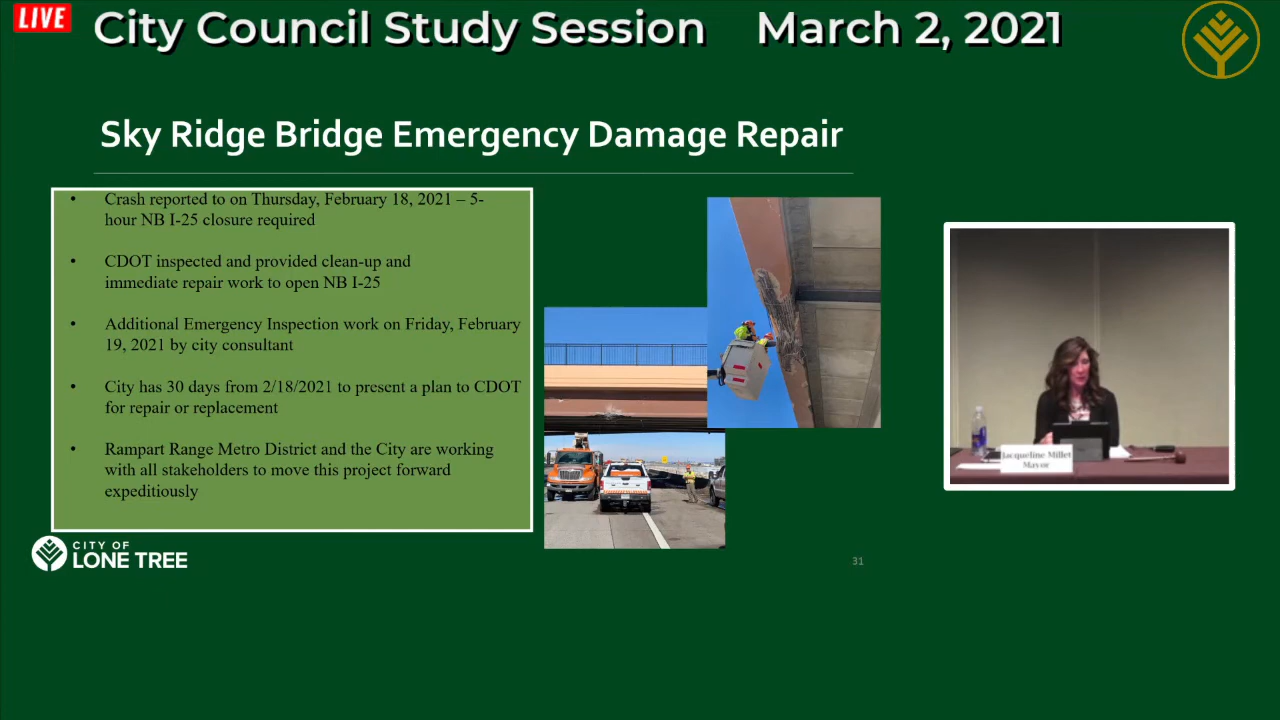 LIVE
City Council Study Session March 2, 2021
Sky Ridge Bridge Emergency Damage Repair
• Crash reported to on Thursday, February 18, 2021 – 5-
hour NB I-25 closure required
• CDOT inspected and provided clean-up and
immediate repair work to open NB I-25
• Additional Emergency Inspection work on Friday, February
19, 2021 by city consultant
• City has 30 days from 2/18/2021 to present a plan to CDOT
for repair or replacement
• Rampart Range Metro District and the City are working
with all stakeholders to move this project forward
expeditiously
Jacqueline Millet
Mayor
CITY OF
LONE TREE
31